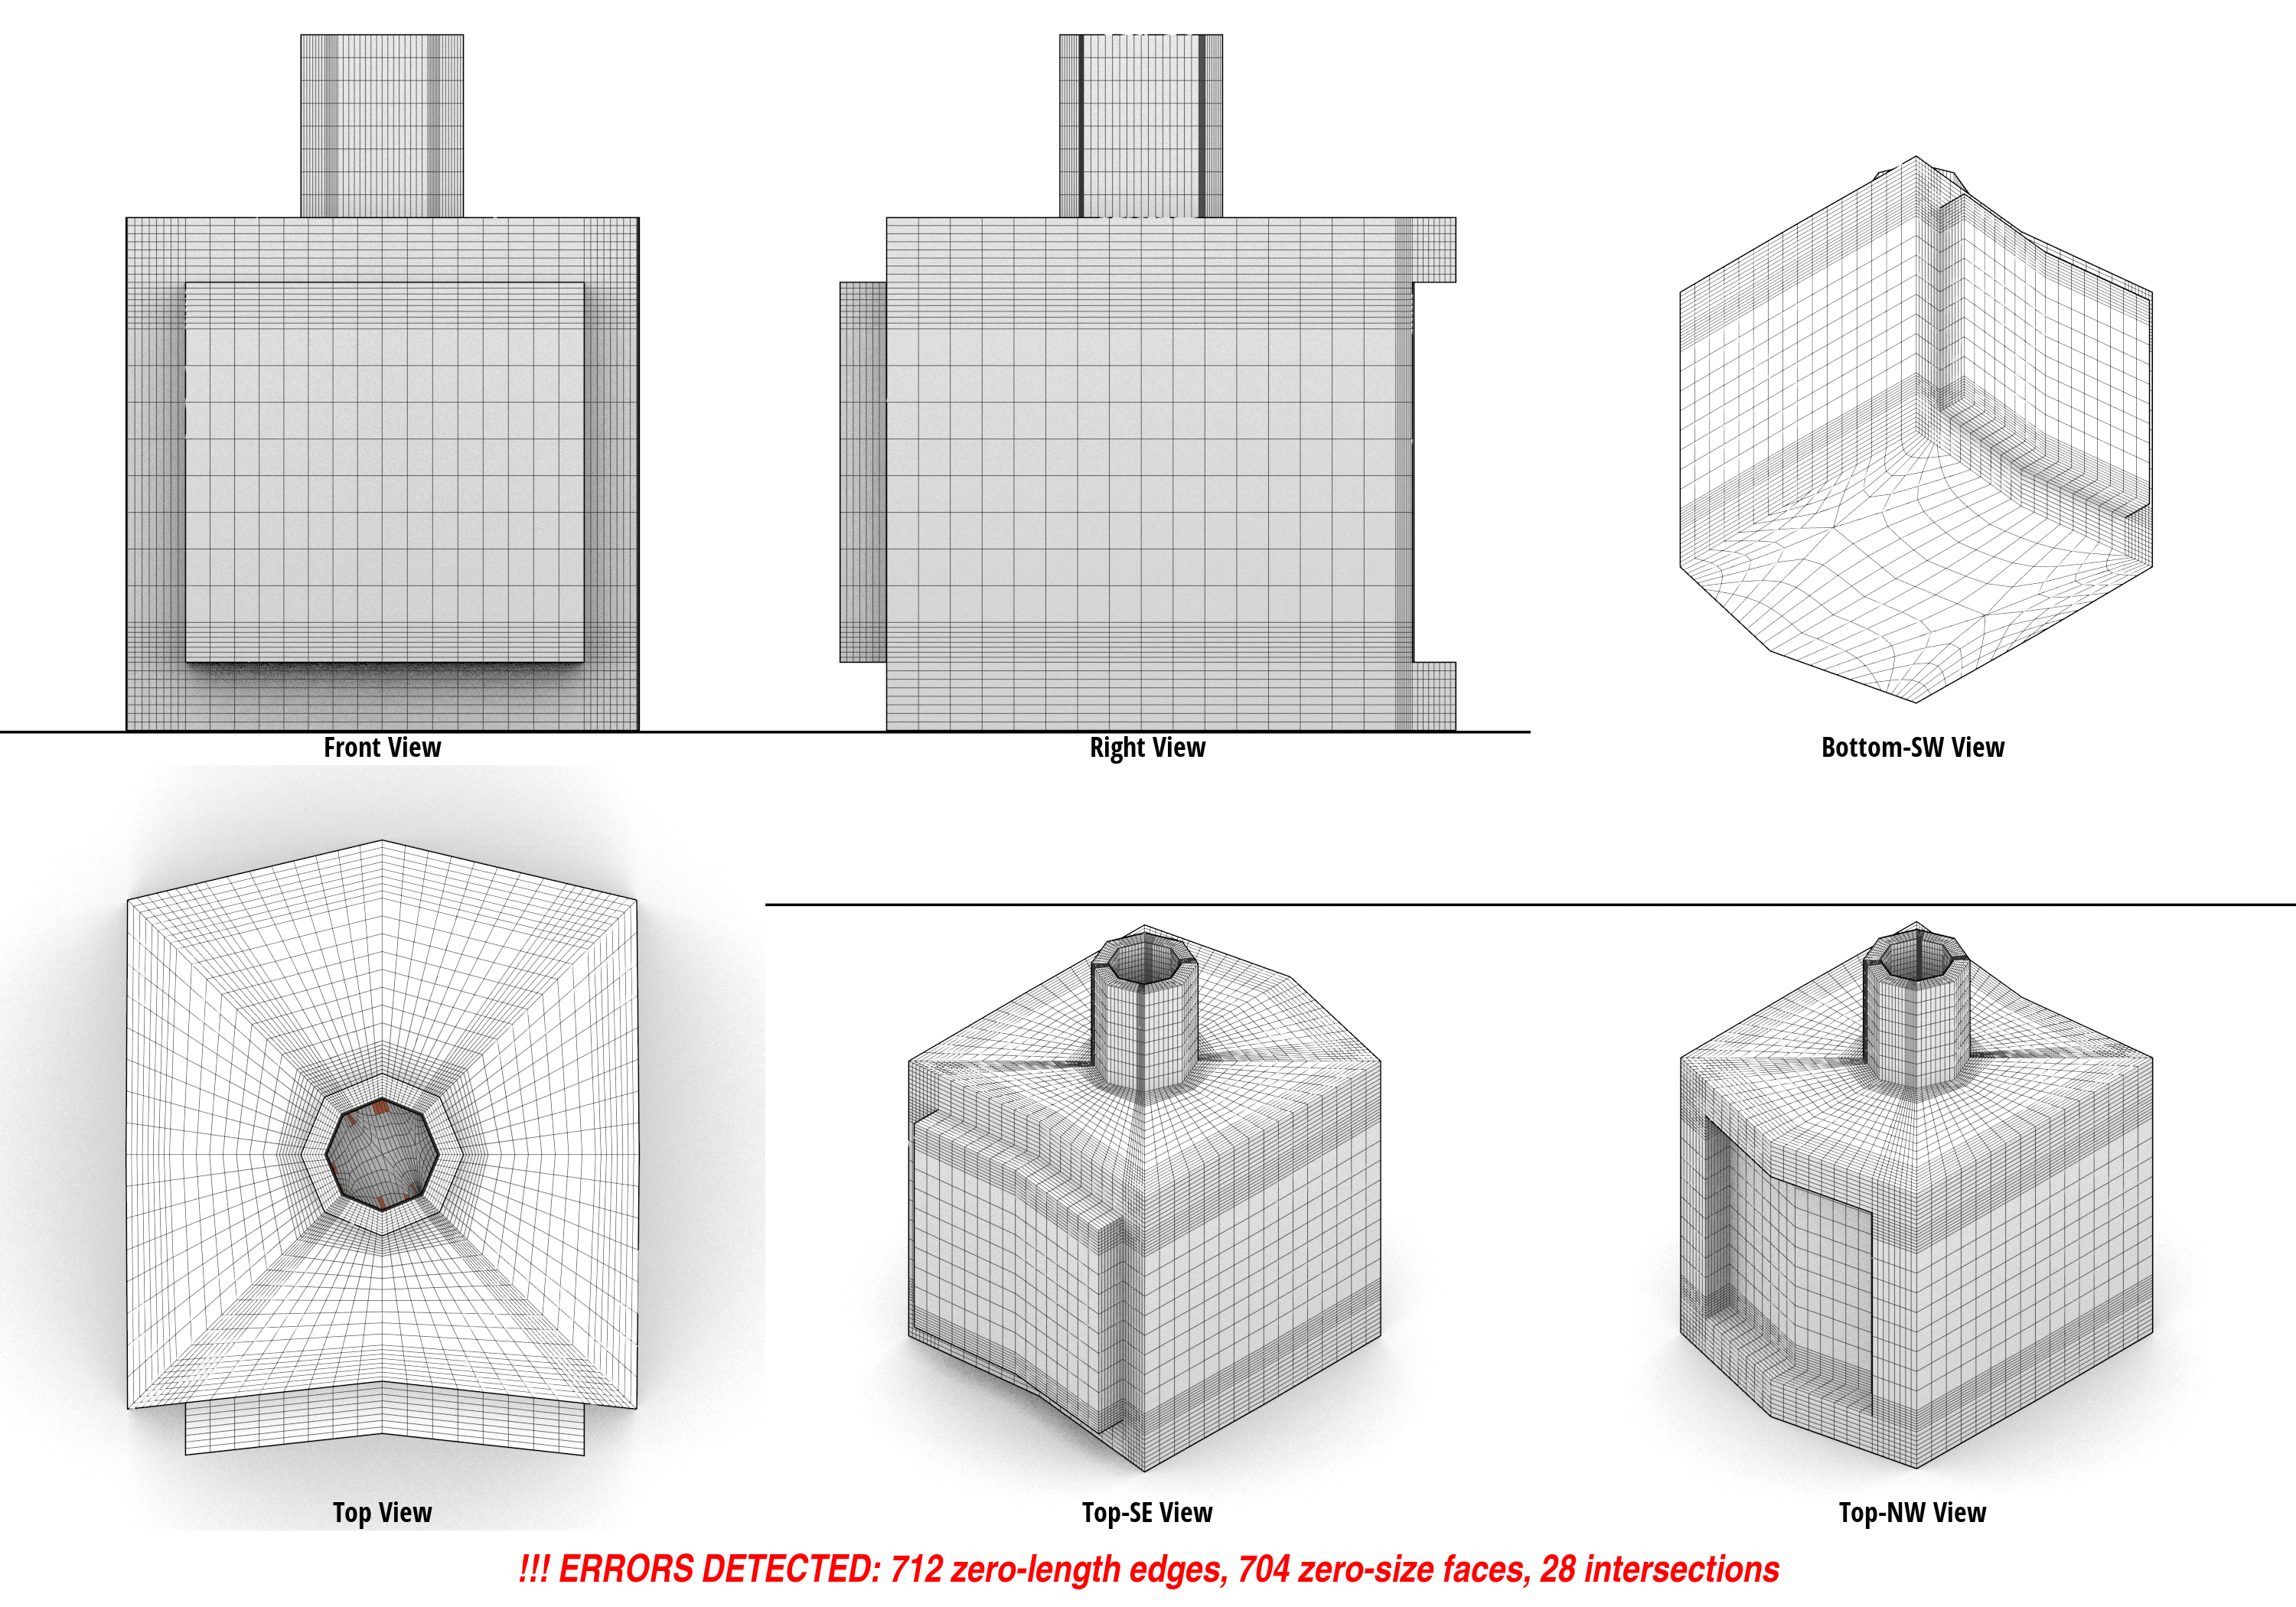 Front View
Right View
Bottom-SW View
Top View
Top-SE View
Top-NW View
!!! ERRORS DETECTED: 712 zero-length edges, 704 zero-size faces, 28 intersections